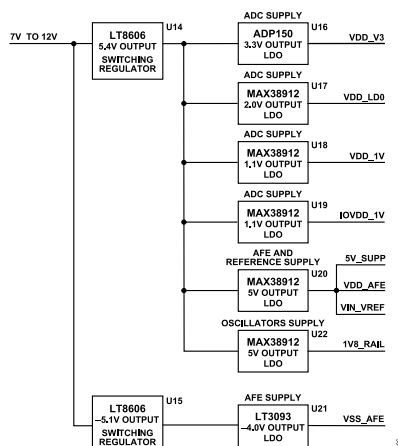 7V TO 12V
LT8606
5.4V OUTPUT
SWITCHING
REGULATOR
U14
ADC SUPPLY
ADP150
3.3V OUTPUT
LDO
U16
VDD_V3
ADC SUPPLY
MAX38912
2.0V OUTPUT
LDO
U17
VDD_LD0
ADC SUPPLY
MAX38912
1.1V OUTPUT
LDO
U18
VDD_1V
ADC SUPPLY
MAX38912
1.1V OUTPUT
LDO
U19
IOVDD_1V
AFE AND
REFERENCE SUPPLY
MAX38912
5V OUTPUT
LDO
U20
5V_SUPP
VDD_AFE
VIN_VREF
OSCILLATORS SUPPLY
MAX38912
5V OUTPUT
LDO
U22
1V8_RAIL
LT8606
–5.1V OUTPUT
SWITCHING
REGULATOR
U15
AFE SUPPLY
LT3093
–4.0V OUTPUT
LDO
U21
VSS_AFE